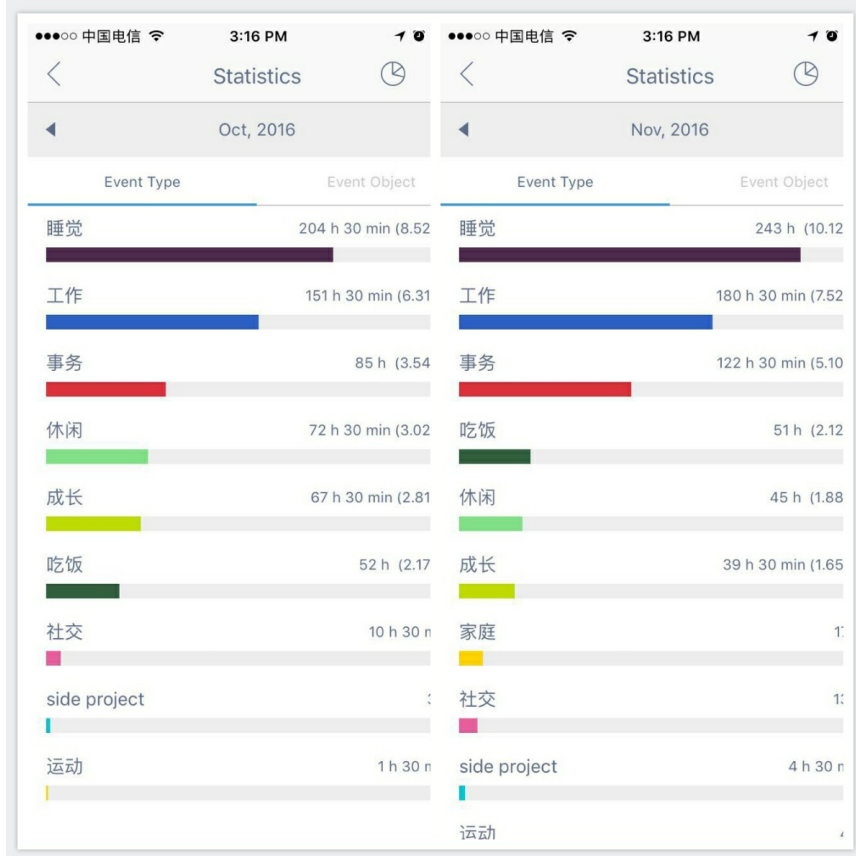 中国电信 3:16 PM
Statistics
Oct, 2016
Event Type Event Object
睡觉 204 h 30 min (8.52
工作 151 h 30 min (6.31
事务 85 h (3.54
休闲 72 h 30 min (3.02
成长 67 h 30 min (2.81
吃饭 52 h (2.17
社交 10 h 30
side project
运动 1 h 30
中国电信 3:16 PM
Statistics
Nov, 2016
Event Type Event Object
睡觉 243 h (10.12
工作 180 h 30 min (7.52
事务 122 h 30 min (5.10
吃饭 51 h (2.12
休闲 45 h (1.88
成长 39 h 30 min (1.65
家庭
社交
side project 4 h 30
运动